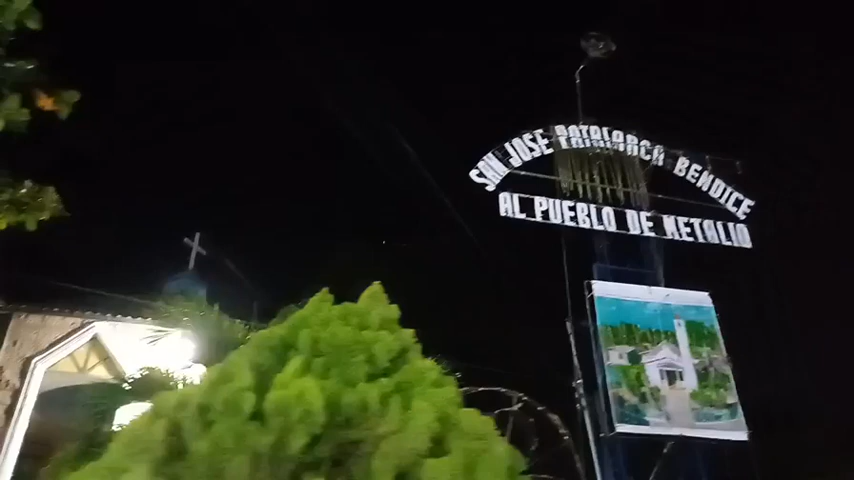 SAN JOSE PATRIARCA BENDICE
AL PUEBLO DE METALIO